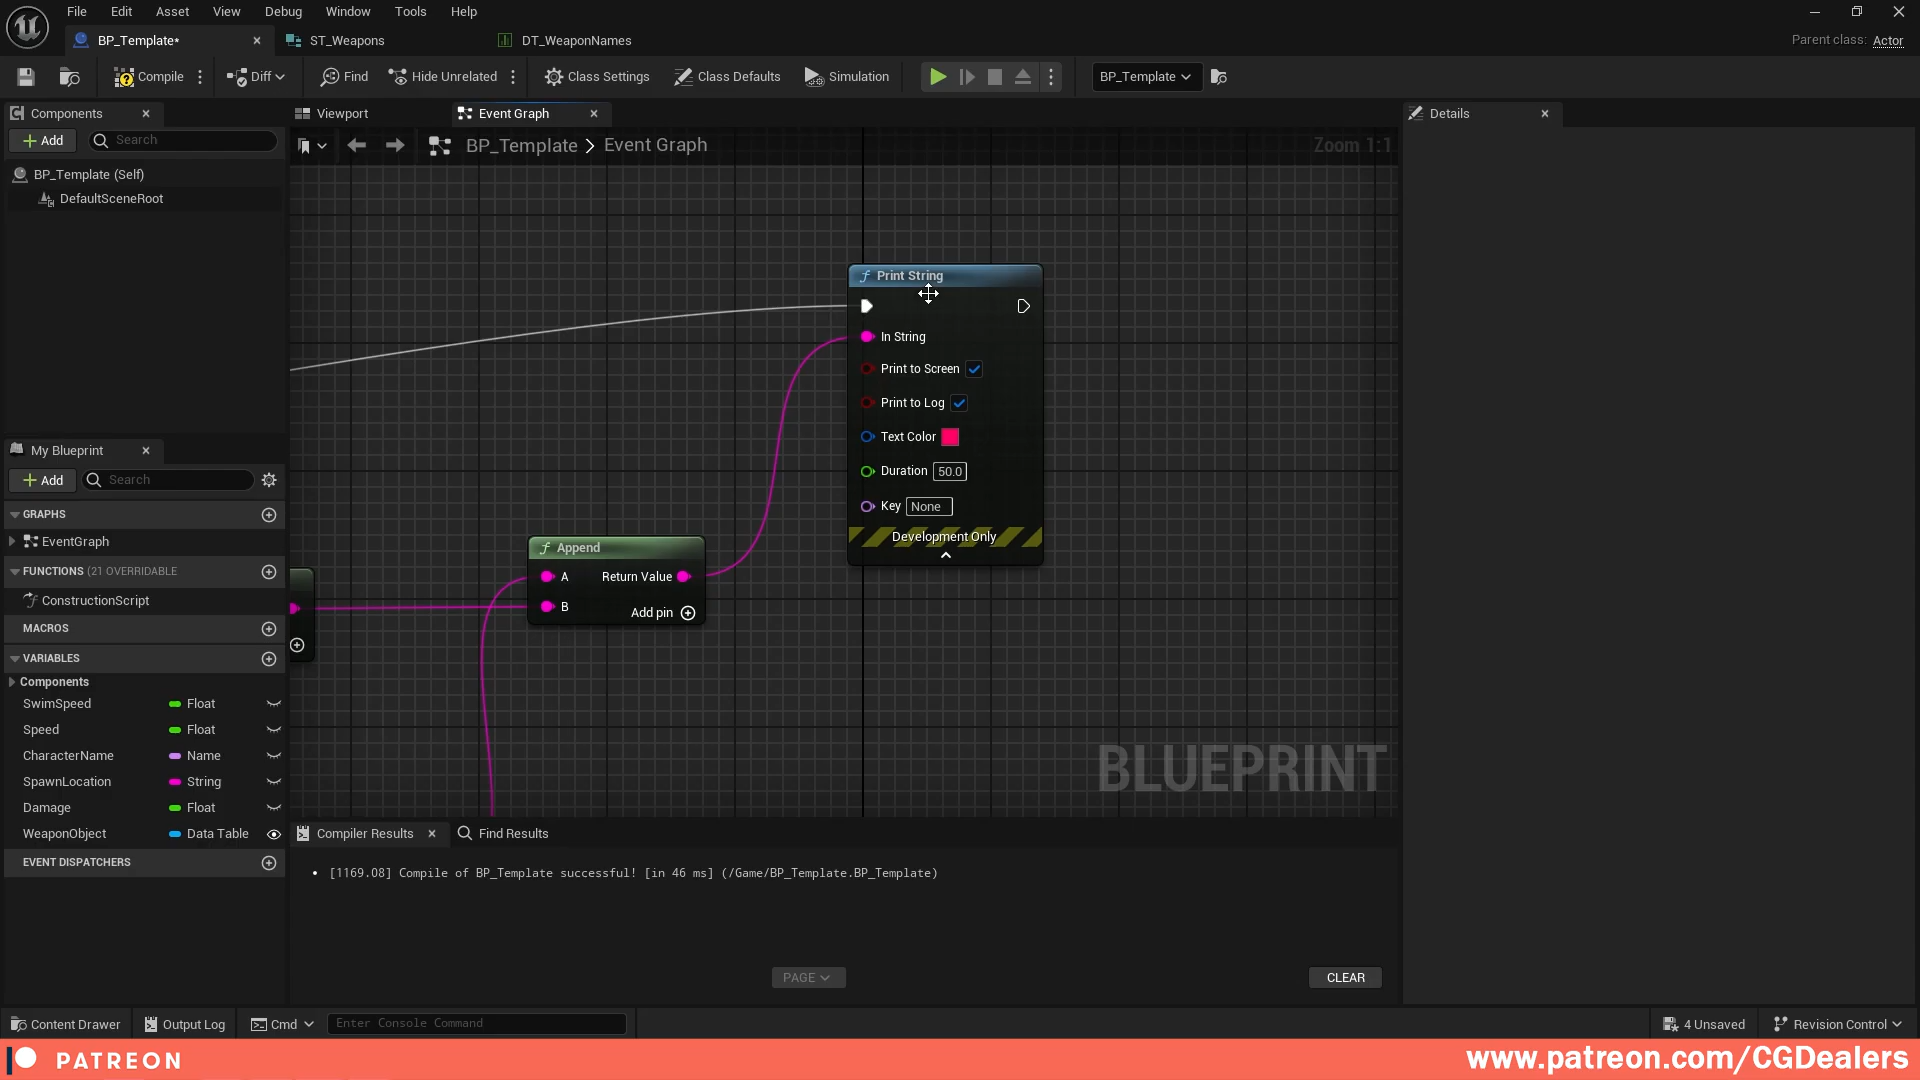 File Edit Asset View Debug Window Tools Help
BP_Template* ST_Weapons DT_WeaponNames Parent class: Actor
Compile Diff Find Hide Unrelated Class Settings Class Defaults Simulation BP_Template
Components Viewport Event Graph Details
Add Search BP_Template > Event Graph Zoom 1:1
BP_Template (Self)
DefaultSceneRoot
Print String
In String
Print to Screen
Print to Log
Text Color
Duration 50.0
Key None
Development Only
Append
A Return Value
B Add pin
BLUEPRINT
My Blueprint
Add Search
GRAPHS
EventGraph
FUNCTIONS (21 OVERRIDABLE
ConstructionScript
MACROS
VARIABLES
Components
SwimSpeed Float
Speed Float
CharacterName Name
SpawnLocation String
Damage Float
WeaponObject Data Table
EVENT DISPATCHERS
Compiler Results Find Results
[1169.08] Compile of BP_Template successful! [in 46 ms] (/Game/BP_Template.BP_Template)
PAGE CLEAR
Content Drawer Output Log Cmd Enter Console Command 4 Unsaved Revision Control
PATREON www.patreon.com/CGDealers